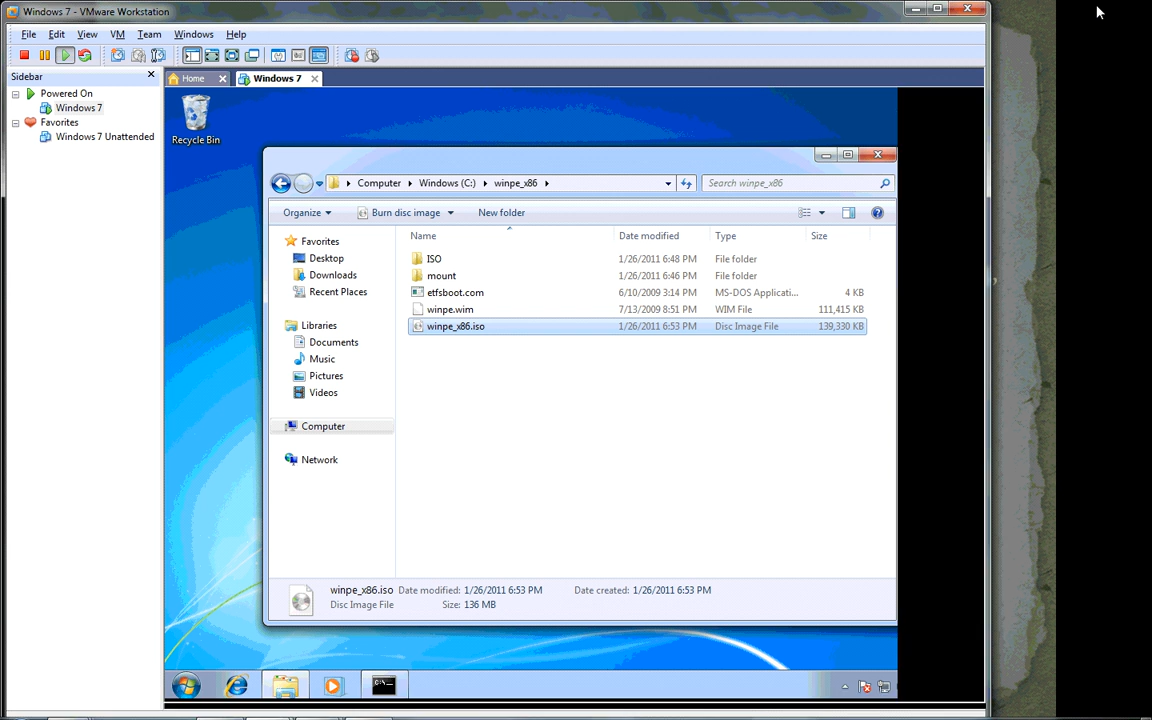 Windows 7 - VMware Workstation
File Edit View VM Team Windows Help
Sidebar
Powered On
Windows 7
Favorites
Windows 7 Unattended
Home Windows 7
Recycle Bin
Computer Windows (C:) winpe_x86 Search winpe_x86
Organize Burn disc image New folder
Favorites
Desktop
Downloads
Recent Places
Libraries
Documents
Music
Pictures
Videos
Computer
Network
Name Date modified Type Size
ISO 1/26/2011 6:48 PM File folder
mount 1/26/2011 6:46 PM File folder
etfsboot.com 6/10/2009 3:14 PM MS-DOS Applicati... 4 KB
winpe.wim 7/13/2009 8:51 PM WIM File 111,415 KB
winpe_x86.iso 1/26/2011 6:53 PM Disc Image File 139,330 KB
winpe_x86.iso Date modified: 1/26/2011 6:53 PM Date created: 1/26/2011 6:53 PM
Disc Image File Size: 136 MB
C:\